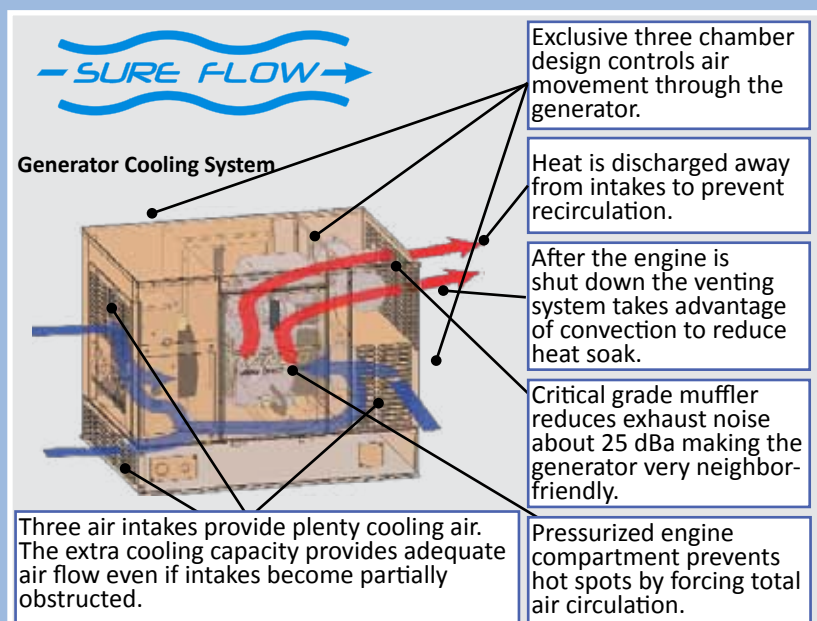 SURE FLOW
Generator Cooling System
Exclusive three chamber
design controls air
movement through the
generator.
Heat is discharged away
from intakes to prevent
recirculation.
After the engine is
shut down the venting
system takes advantage
of convection to reduce
heat soak.
Critical grade muffler
reduces exhaust noise
about 25 dBa making the
generator very neighbor-
friendly.
Pressurized engine
compartment prevents
hot spots by forcing total
air circulation.
Three air intakes provide plenty cooling air.
The extra cooling capacity provides adequate
air flow even if intakes become partially
obstructed.